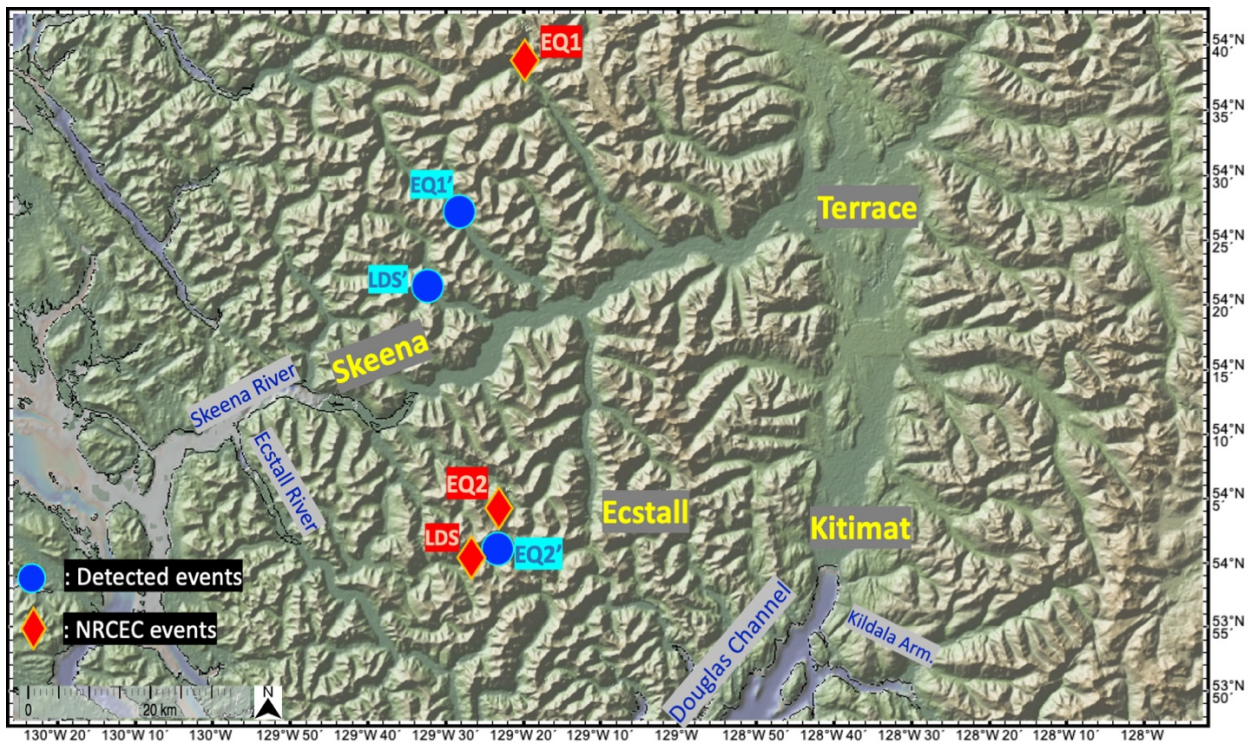 EQ1
EQ1'
LDS'
Terrace
Skeena
Skeena River
Ecstall River
EQ2
LDS
EQ2'
Ecstall
Kitimat
: Detected events
: NRCEC events
Douglas Channel
Kildala Arm.
0
20 km
N
54°N
40´
54°N
35´
54°N
30´
54°N
25´
54°N
20´
54°N
15´
54°N
10´
54°N
5´
54°N
53°N
55´
53°N
50´
130°W 20´
130°W 10´
130°W
129°W 50´
129°W 40´
129°W 30´
129°W 20´
129°W 10´
129°W
128°W 50´
128°W 40´
128°W 30´
128°W 20´
128°W 10´
128°W